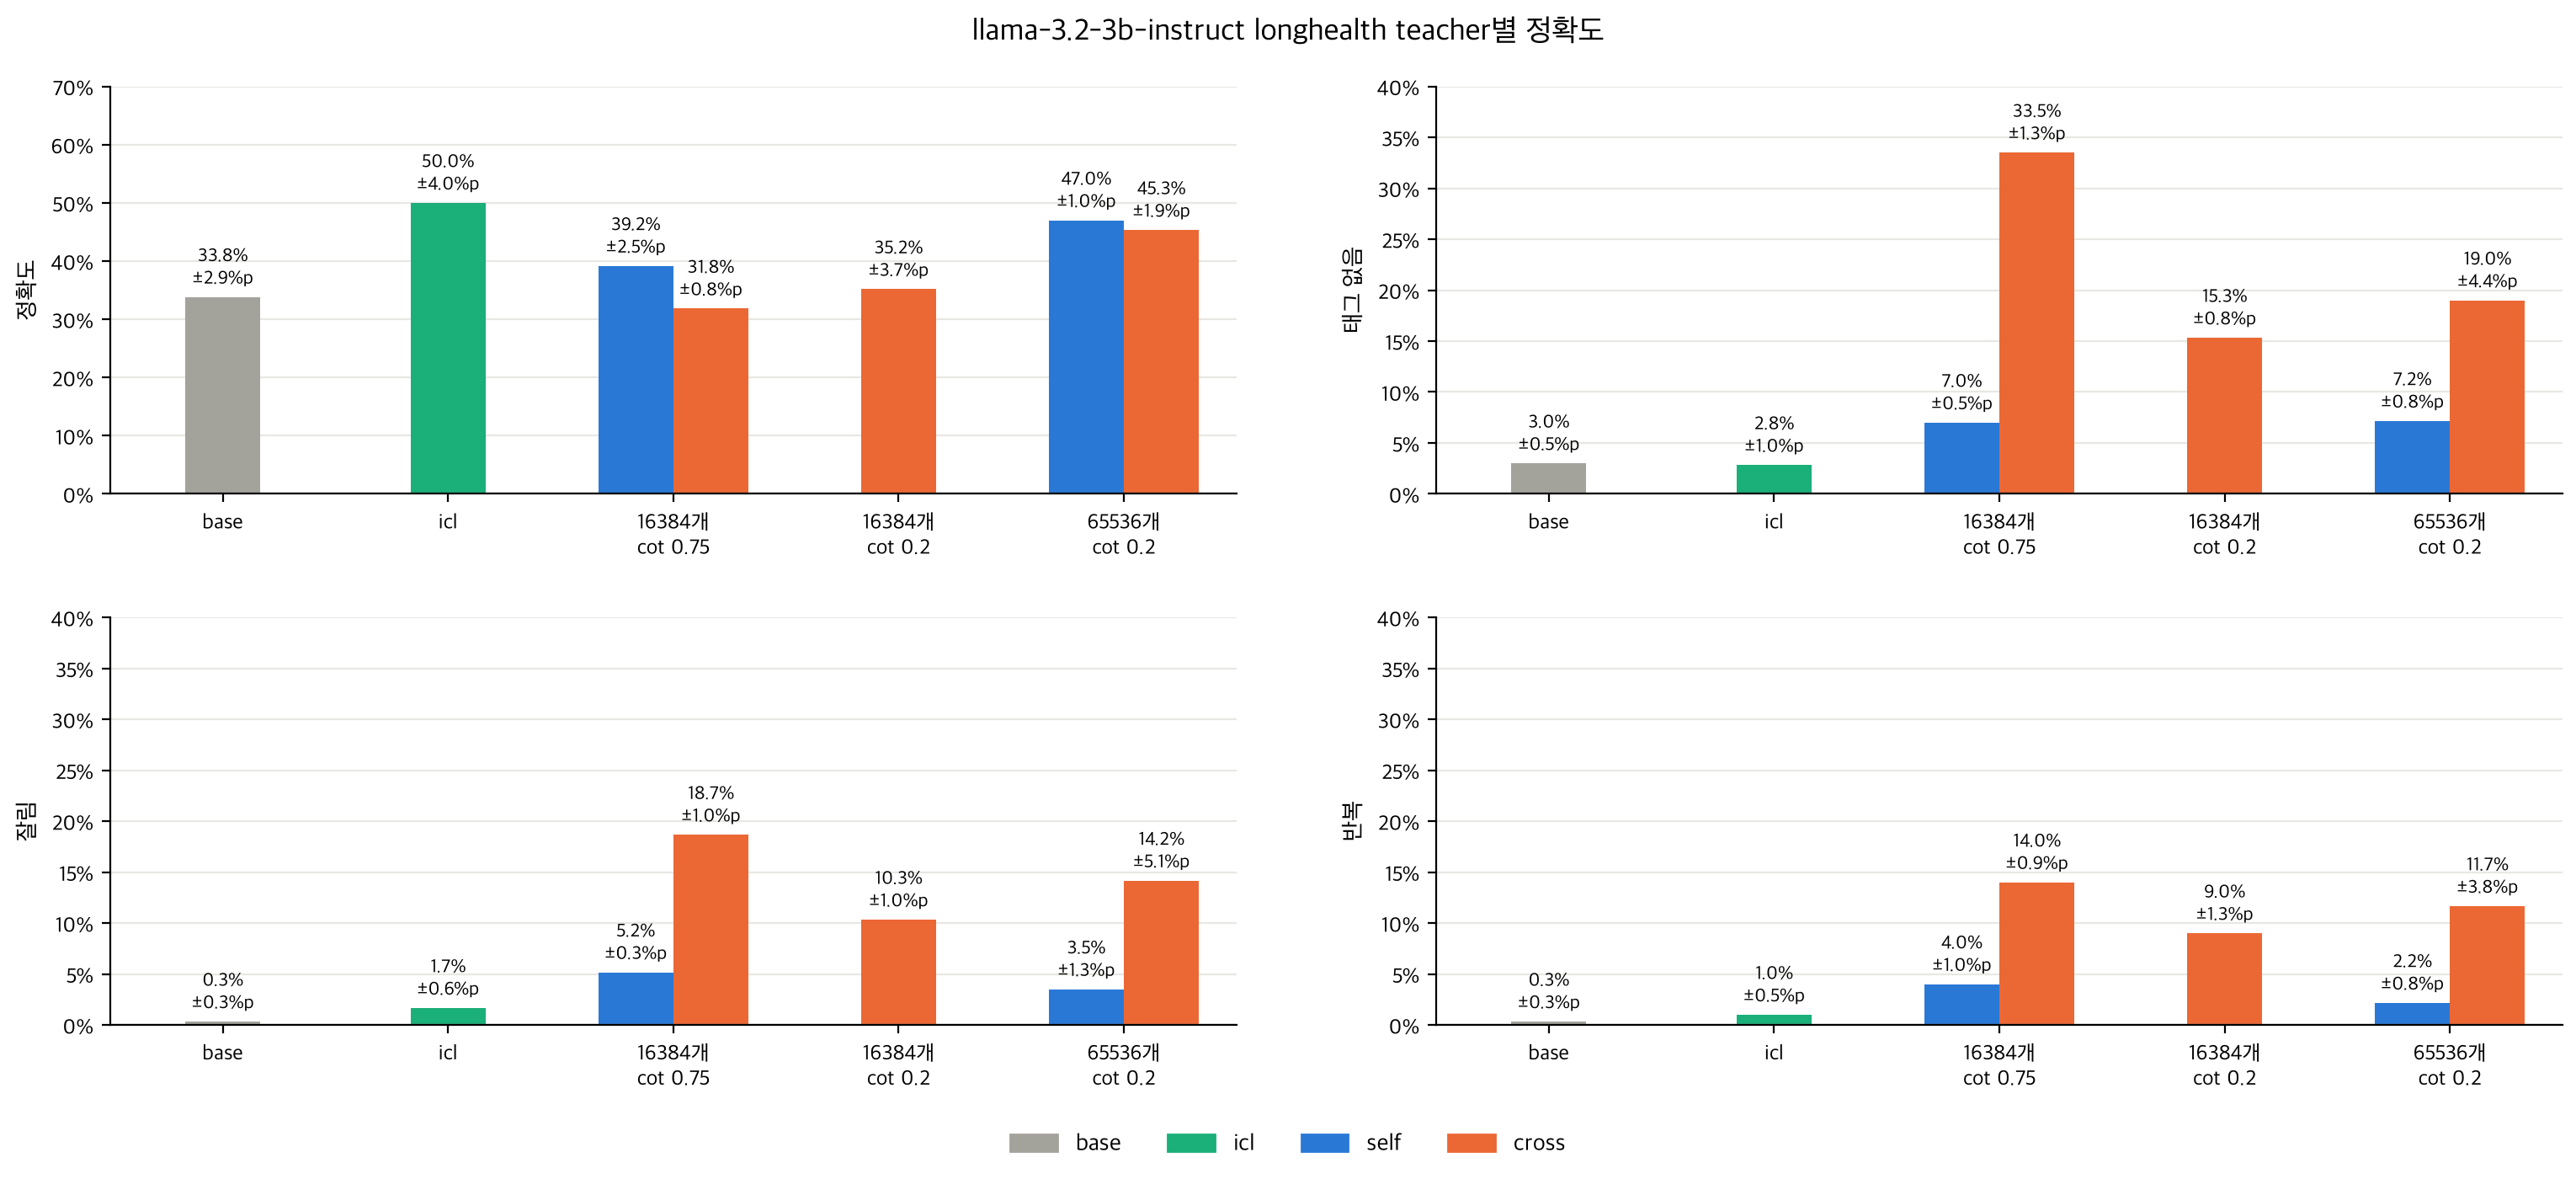 llama-3.2-3b-instruct longhealth teacher별 정확도
정확도
70%
60%
50%
40%
30%
20%
10%
0%
33.8%
±2.9%p
50.0%
±4.0%p
39.2%
±2.5%p
31.8%
±0.8%p
35.2%
±3.7%p
47.0%
±1.0%p
45.3%
±1.9%p
base
icl
16384개
cot 0.75
16384개
cot 0.2
65536개
cot 0.2
태그 없음
40%
35%
30%
25%
20%
15%
10%
5%
0%
3.0%
±0.5%p
2.8%
±1.0%p
7.0%
±0.5%p
33.5%
±1.3%p
15.3%
±0.8%p
7.2%
±0.8%p
19.0%
±4.4%p
base
icl
16384개
cot 0.75
16384개
cot 0.2
65536개
cot 0.2
잘림
40%
35%
30%
25%
20%
15%
10%
5%
0%
0.3%
±0.3%p
1.7%
±0.6%p
5.2%
±0.3%p
18.7%
±1.0%p
10.3%
±1.0%p
3.5%
±1.3%p
14.2%
±5.1%p
base
icl
16384개
cot 0.75
16384개
cot 0.2
65536개
cot 0.2
반복
40%
35%
30%
25%
20%
15%
10%
5%
0%
0.3%
±0.3%p
1.0%
±0.5%p
4.0%
±1.0%p
14.0%
±0.9%p
9.0%
±1.3%p
2.2%
±0.8%p
11.7%
±3.8%p
base
icl
16384개
cot 0.75
16384개
cot 0.2
65536개
cot 0.2
base
icl
self
cross